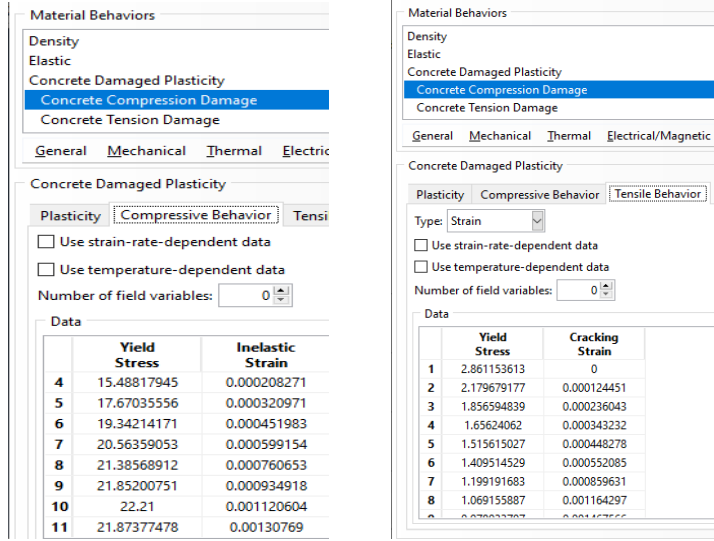 Material Behaviors
Density
Elastic
Concrete Damaged Plasticity
Concrete Compression Damage
Concrete Tension Damage
General Mechanical Thermal
Concrete Damaged Plasticity
Plasticity Compressive Behavior
Use strain-rate-dependent data
Use temperature-dependent data
Number of field variables: 0
Data
Yield Inelastic
Stress Strain
4 15.48817945 0.000208271
5 17.67035556 0.000320971
6 19.34214171 0.000451983
7 20.56359053 0.000599154
8 21.38568912 0.000760653
9 21.85200751 0.000934918
10 22.21 0.001120604
11 21.87377478 0.00130769
Material Behaviors
Density
Elastic
Concrete Damaged Plasticity
Concrete Compression Damage
Concrete Tension Damage
General Mechanical Thermal Electrical/Magnetic
Concrete Damaged Plasticity
Plasticity Compressive Behavior Tensile Behavior
Type: Strain
Use strain-rate-dependent data
Use temperature-dependent data
Number of field variables: 0
Data
Yield Cracking
Stress Strain
1 2.861153613 0
2 2.179679177 0.000124451
3 1.856594839 0.000236043
4 1.65624062 0.000343232
5 1.515615027 0.000448278
6 1.409514529 0.000552085
7 1.199191683 0.000859631
8 1.069155887 0.001164297